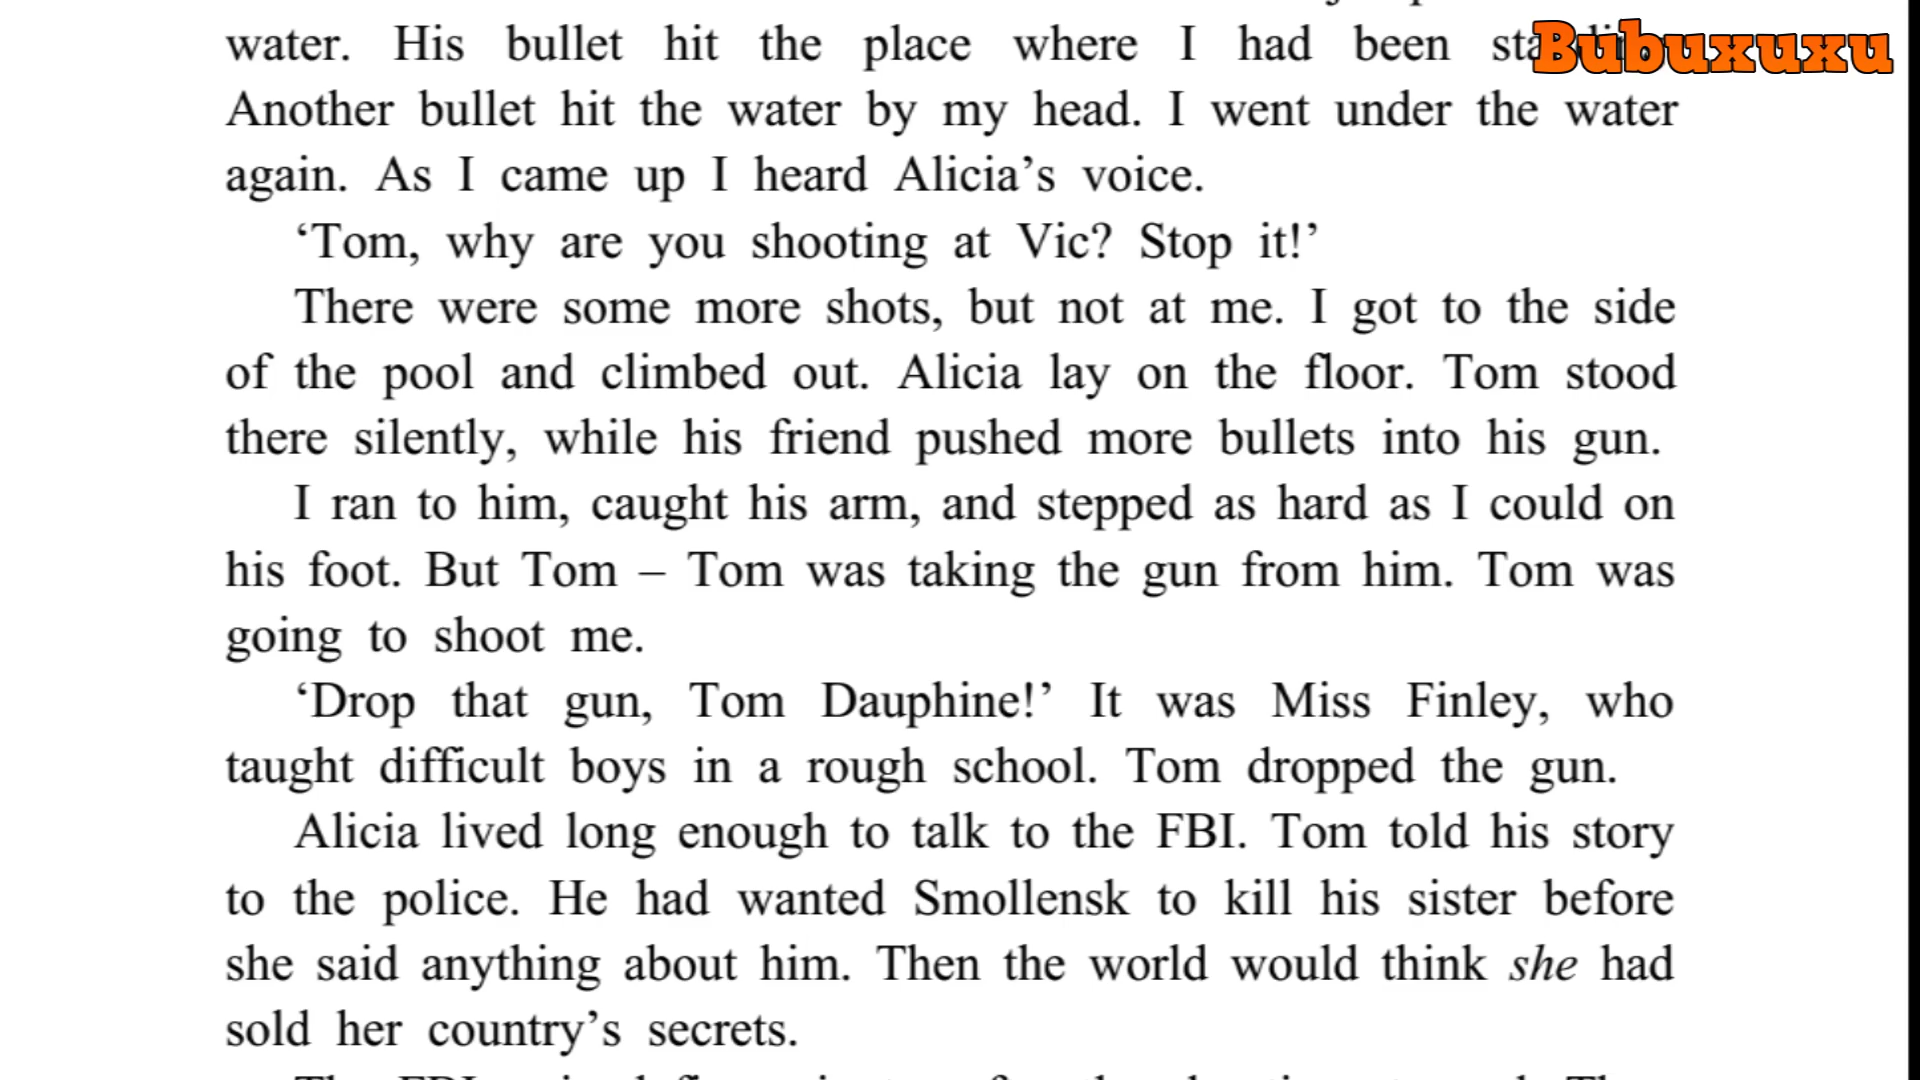 water. His bullet hit the place where I had been
Bubuxuxu
Another bullet hit the water by my head. I went under the water
again. As I came up I heard Alicia’s voice.
‘Tom, why are you shooting at Vic? Stop it!’
There were some more shots, but not at me. I got to the side
of the pool and climbed out. Alicia lay on the floor. Tom stood
there silently, while his friend pushed more bullets into his gun.
I ran to him, caught his arm, and stepped as hard as I could on
his foot. But Tom – Tom was taking the gun from him. Tom was
going to shoot me.
‘Drop that gun, Tom Dauphine!’ It was Miss Finley, who
taught difficult boys in a rough school. Tom dropped the gun.
Alicia lived long enough to talk to the FBI. Tom told his story
to the police. He had wanted Smollensk to kill his sister before
she said anything about him. Then the world would think she had
sold her country’s secrets.